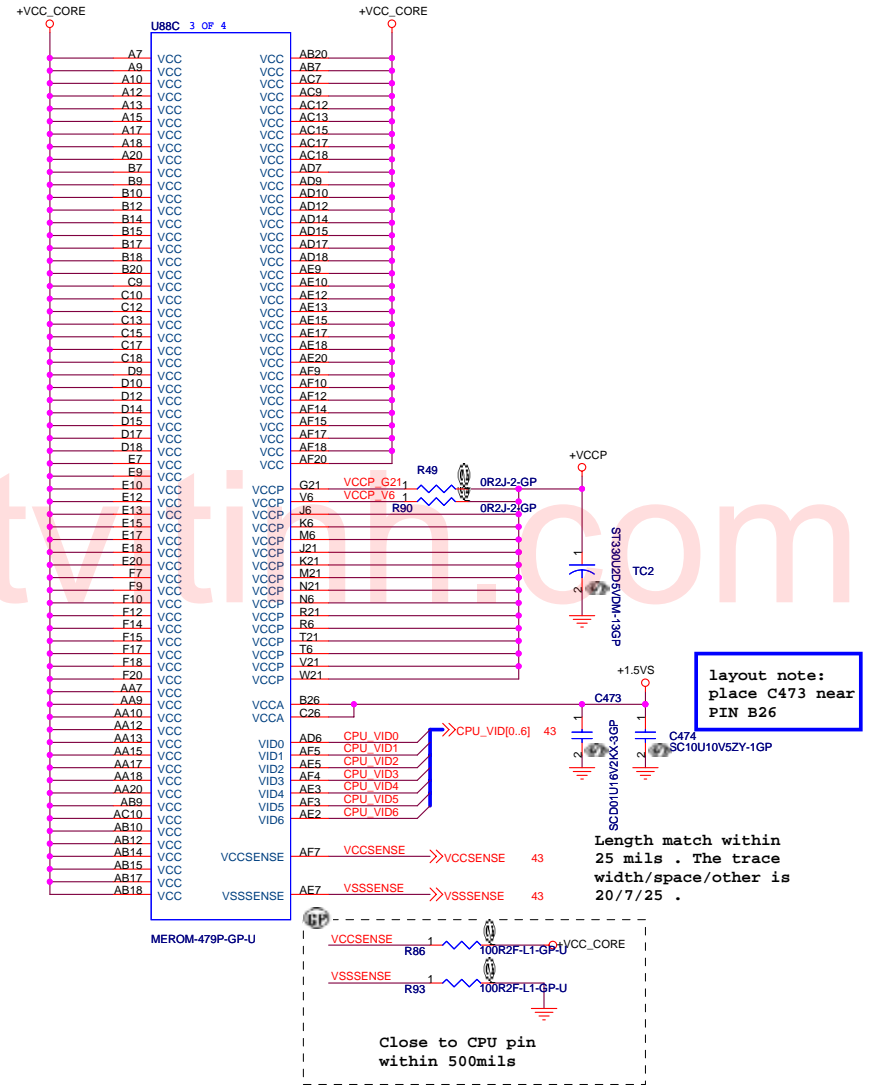 +VCC_CORE +VCC_CORE
U88C 3 OF 4
A7 VCC VCC AB20
A9 VCC VCC AB7
A10 VCC VCC AC7
A12 VCC VCC AC9
A13 VCC VCC AC12
A15 VCC VCC AC13
A17 VCC VCC AC15
A18 VCC VCC AC17
A20 VCC VCC AC18
B7 VCC VCC AD7
B9 VCC VCC AD9
B10 VCC VCC AD10
B12 VCC VCC AD12
B14 VCC VCC AD14
B15 VCC VCC AD15
B17 VCC VCC AD17
B18 VCC VCC AD18
B20 VCC VCC AE9
C9 VCC VCC AE10
C10 VCC VCC AE12
C12 VCC VCC AE13
C13 VCC VCC AE15
C15 VCC VCC AE17
C17 VCC VCC AE18
C18 VCC VCC AE20
D9 VCC VCC AF9
D10 VCC VCC AF10
D12 VCC VCC AF12
D14 VCC VCC AF14
D15 VCC VCC AF15
D17 VCC VCC AF17
D18 VCC VCC AF18
E7 VCC VCC AF20
E9 VCC
E10 VCC VCCP G21 VCCP_G21 1 R49 0R2J-2-GP
E12 VCC VCCP V6 VCCP_V6 1 R90 0R2J-2-GP
E13 VCC VCCP J6
E15 VCC VCCP K6
E17 VCC VCCP M6
E18 VCC VCCP J21
E20 VCC VCCP K21
F7 VCC VCCP M21
F9 VCC VCCP N21
F10 VCC VCCP N6
F12 VCC VCCP R21
F14 VCC VCCP R6
F15 VCC VCCP T21
F17 VCC VCCP T6
F18 VCC VCCP V21
F20 VCC VCCP W21
AA7 VCC
AA9 VCC VCCA B26
AA10 VCC VCCA C26
AA12 VCC
AA13 VCC VID0 AD6 CPU_VID0
AA15 VCC VID1 AF5 CPU_VID1
AA17 VCC VID2 AE5 CPU_VID2
AA18 VCC VID3 AF4 CPU_VID3
AA20 VCC VID4 AE3 CPU_VID4
AB9 VCC VID5 AF3 CPU_VID5
AC10 VCC VID6 AE2 CPU_VID6
AB10 VCC
AB12 VCC
AB14 VCC VCCSENSE AF7 VCCSENSE VCCSENSE 43
AB15 VCC
AB17 VCC
AB18 VCC VSSSENSE AE7 VSSSENSE VSSSENSE 43
CPU_VID[0..6] 43
+VCCP
1
2
TC2
ST330U2D5VDM-13GP
+1.5VS
C473
1
2
SCD01U16V2KX-3GP
1
2
C474
SC10U10V5ZY-1GP
layout note:
place C473 near
PIN B26
Length match within
25 mils . The trace
width/space/other is
20/7/25 .
MEROM-479P-GP-U
GP
VCCSENSE R86 1 100R2F-L1-GP-U +VCC_CORE
VSSSENSE R93 1 100R2F-L1-GP-U
Close to CPU pin
within 500mils